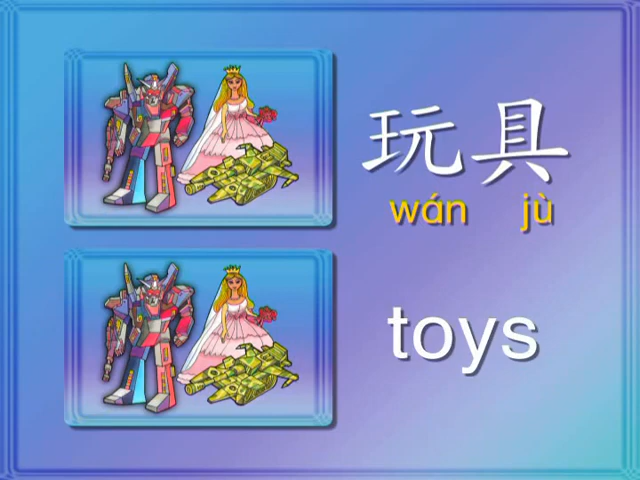 玩具
wán jù
toys